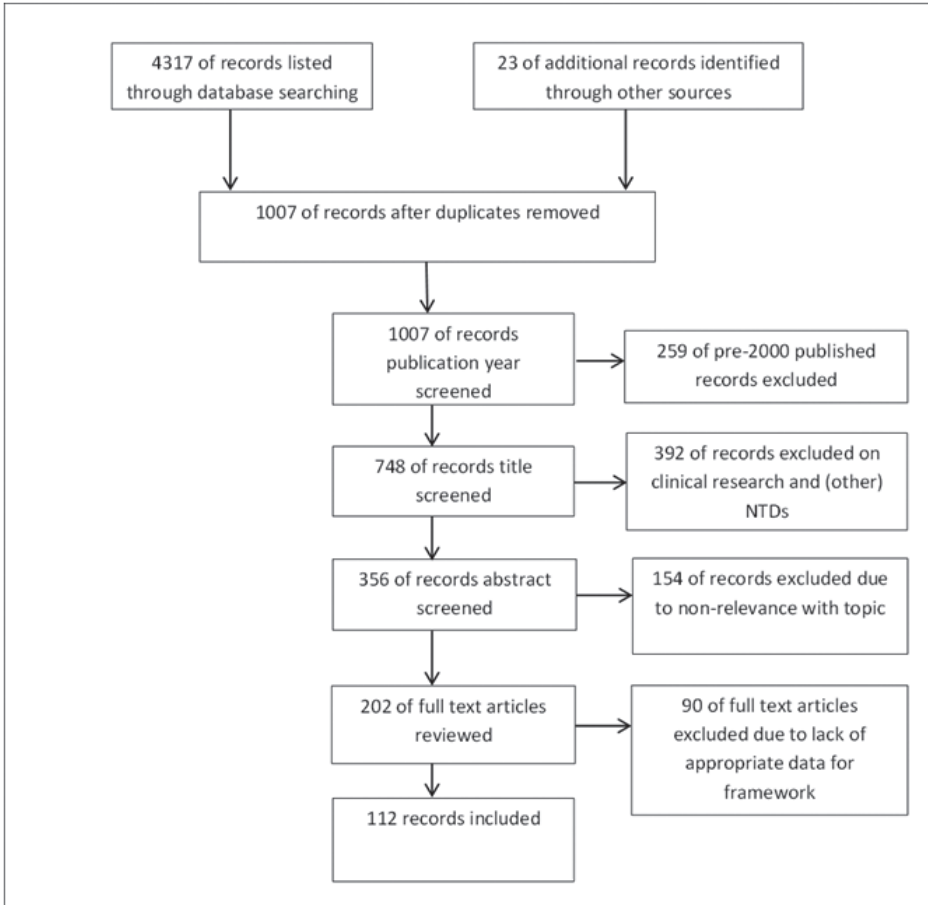 4317 of records listed
through database searching
23 of additional records identified
through other sources
1007 of records after duplicates removed
1007 of records
publication year
screened
259 of pre-2000 published
records excluded
748 of records title
screened
392 of records excluded on
clinical research and (other)
NTDs
356 of records abstract
screened
154 of records excluded due
to non-relevance with topic
202 of full text articles
reviewed
90 of full text articles
excluded due to lack of
appropriate data for
framework
112 records included